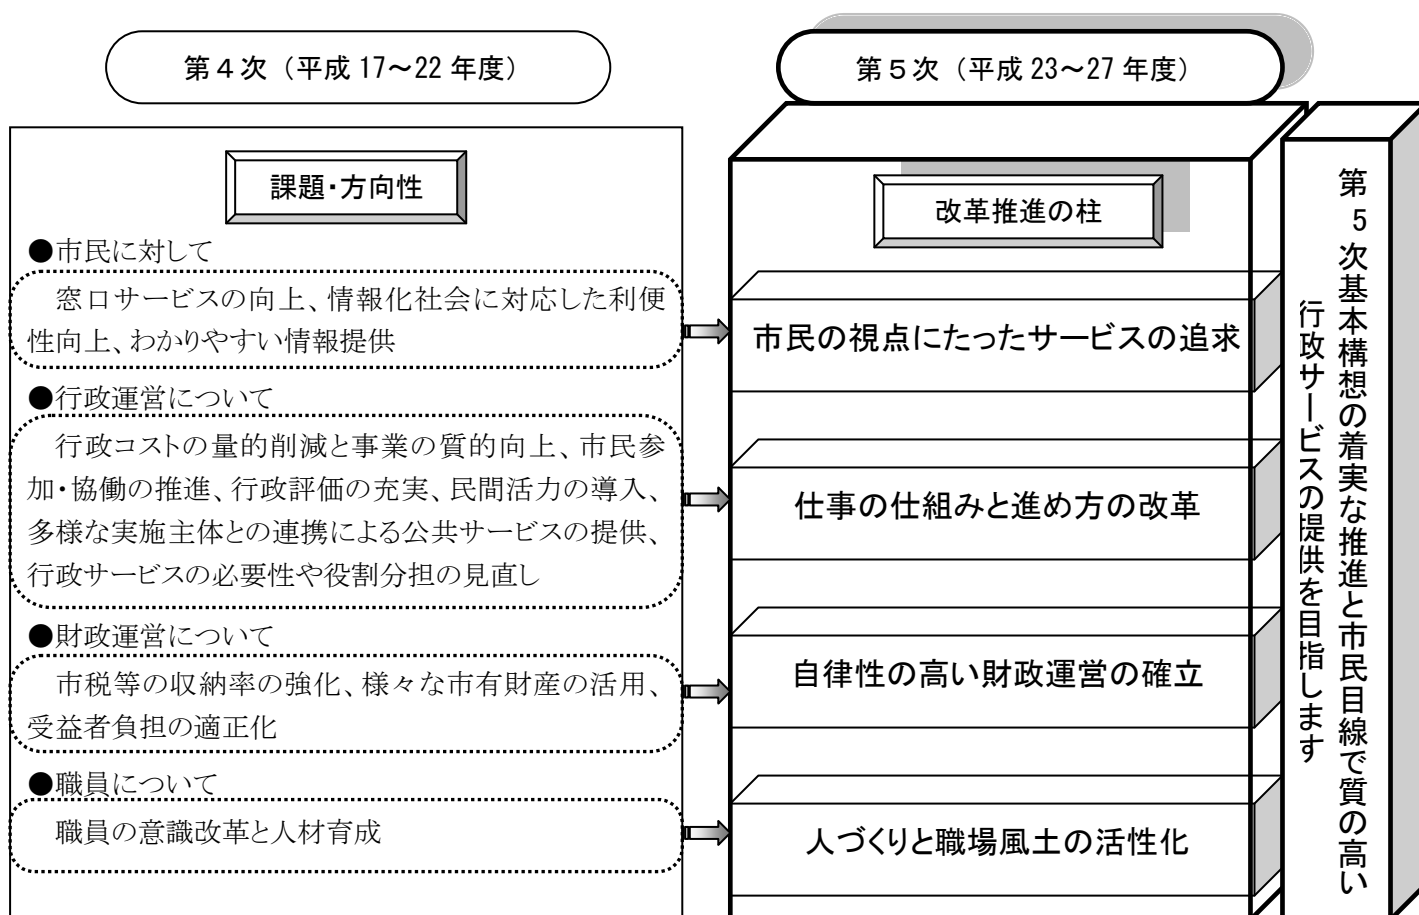 第４次（平成 17～22 年度）
課題・方向性
●市民に対して
窓口サービスの向上、情報化社会に対応した利便
性向上、わかりやすい情報提供
●行政運営について
行政コストの量的削減と事業の質的向上、市民参
加・協働の推進、行政評価の充実、民間活力の導入、
多様な実施主体との連携による公共サービスの提供、
行政サービスの必要性や役割分担の見直し
●財政運営について
市税等の収納率の強化、様々な市有財産の活用、
受益者負担の適正化
●職員について
職員の意識改革と人材育成
第５次（平成 23～27 年度）
改革推進の柱
市民の視点にたったサービスの追求
仕事の仕組みと進め方の改革
自律性の高い財政運営の確立
人づくりと職場風土の活性化
第５次基本構想の着実な推進と市民目線で質の高い
行政サービスの提供を目指します